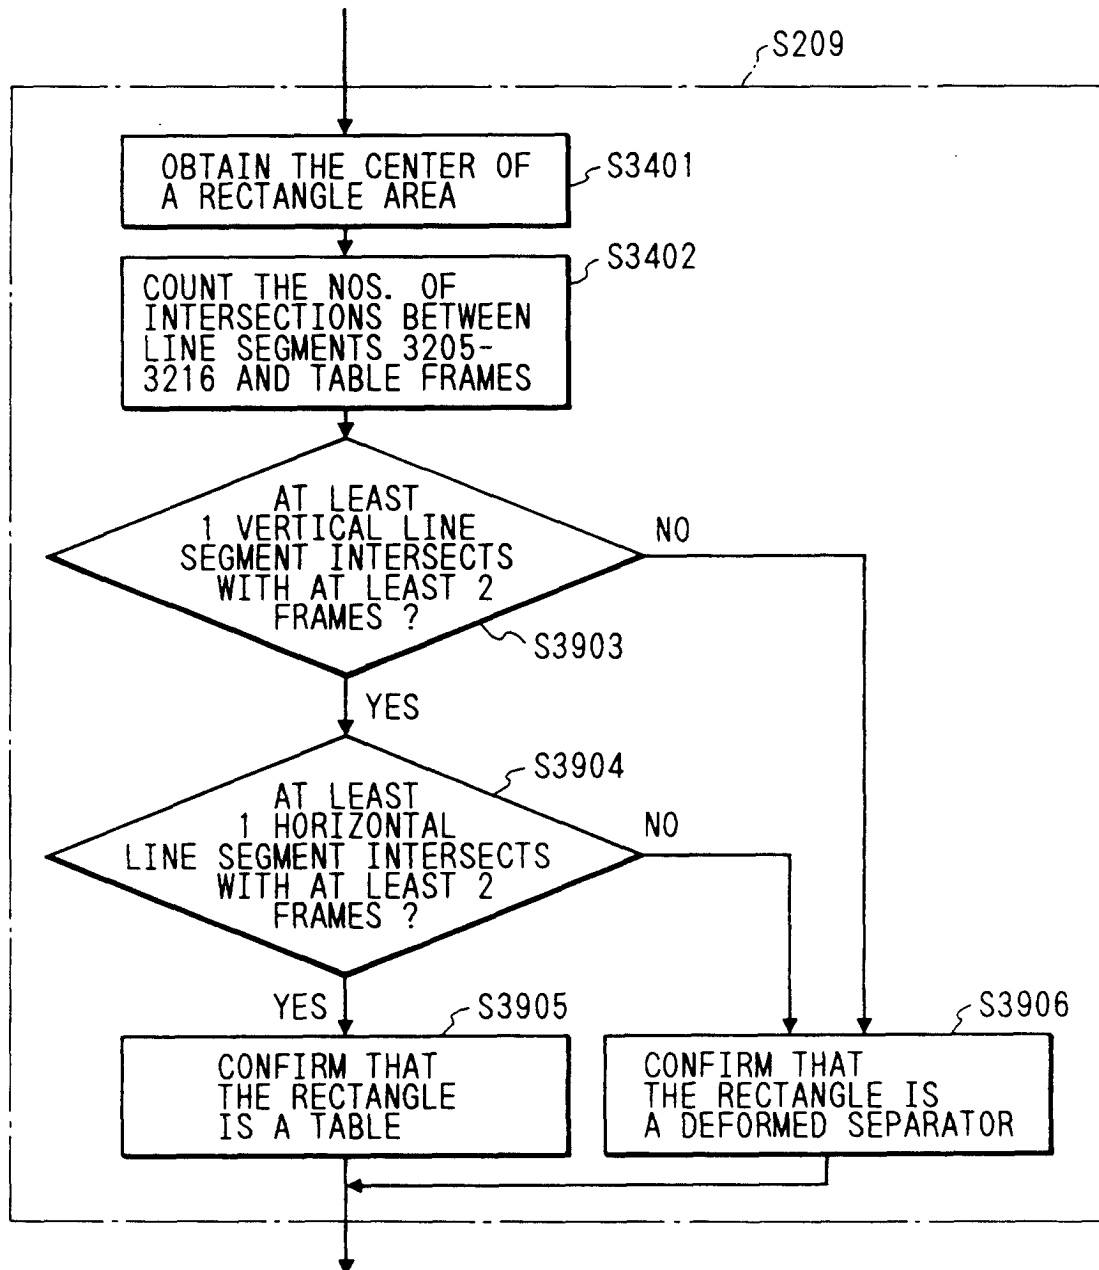 S209
OBTAIN THE CENTER OF
A RECTANGLE AREA
S3401
S3402
COUNT THE NOS. OF
INTERSECTIONS BETWEEN
LINE SEGMENTS 3205-
3216 AND TABLE FRAMES
AT LEAST
1 VERTICAL LINE
SEGMENT INTERSECTS
WITH AT LEAST 2
FRAMES ?
NO
S3903
YES
S3904
AT LEAST
1 HORIZONTAL
LINE SEGMENT INTERSECTS
WITH AT LEAST 2
FRAMES ?
NO
YES
S3905
CONFIRM THAT
THE RECTANGLE
IS A TABLE
S3906
CONFIRM THAT
THE RECTANGLE IS
A DEFORMED SEPARATOR